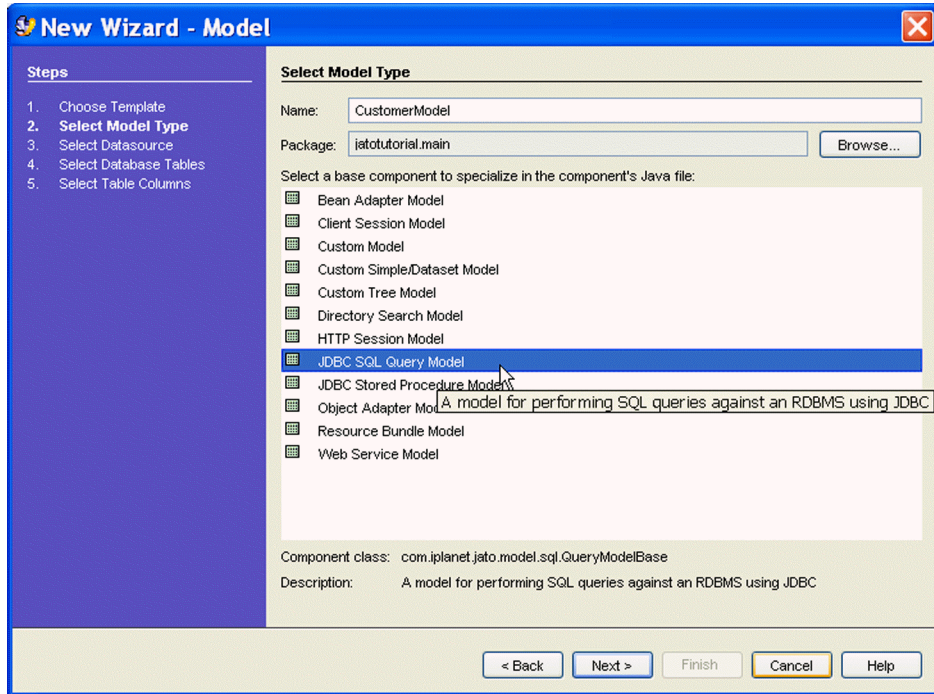 New Wizard - Model
Steps
1. Choose Template
2. Select Model Type
3. Select Datasource
4. Select Database Tables
5. Select Table Columns
Select Model Type
Name: CustomerModel
Package: jatotutorial.main Browse...
Select a base component to specialize in the component's Java file:
Bean Adapter Model
Client Session Model
Custom Model
Custom Simple/Dataset Model
Custom Tree Model
Directory Search Model
HTTP Session Model
JDBC SQL Query Model
JDBC Stored Procedure Model
Object Adapter Mod
A model for performing SQL queries against an RDBMS using JDBC
Resource Bundle Model
Web Service Model
Component class: com.iplanet.jato.model.sql.QueryModelBase
Description: A model for performing SQL queries against an RDBMS using JDBC
< Back Next > Finish Cancel Help